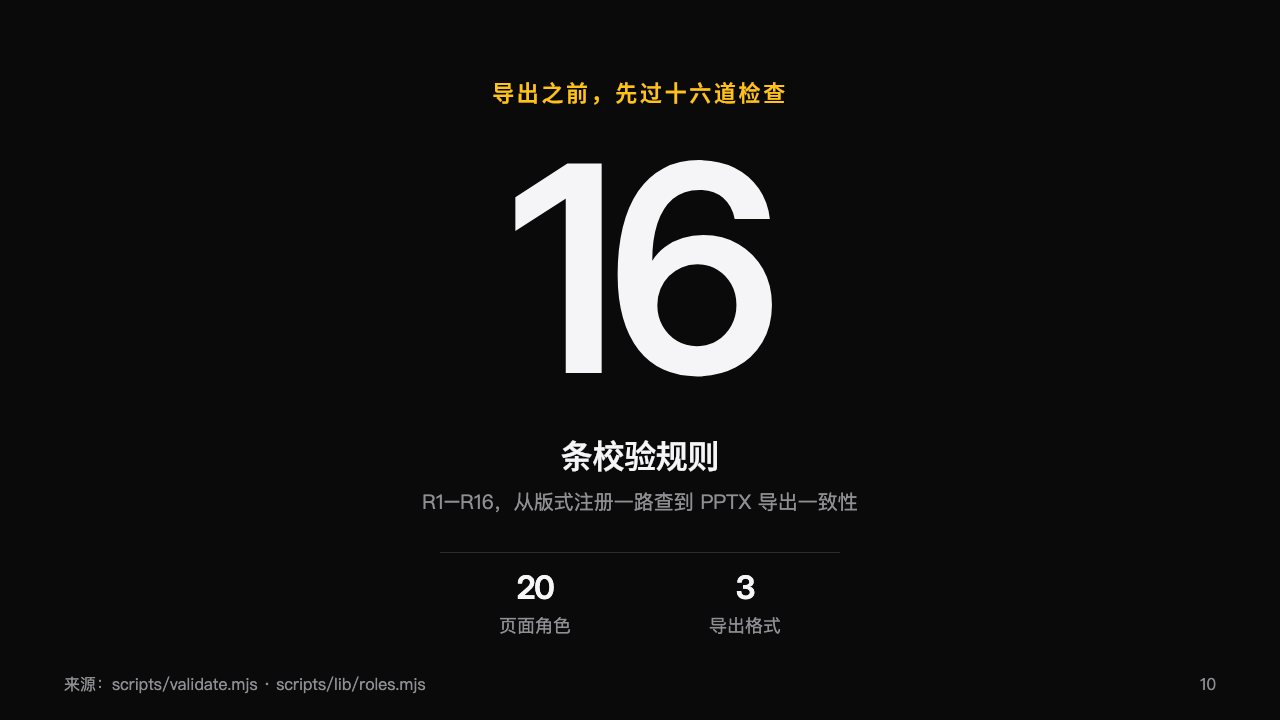 导出之前，先过十六道检查
16
条校验规则
R1—R16，从版式注册一路查到 PPTX 导出一致性
20
页面角色
3
导出格式
来源：scripts/validate.mjs · scripts/lib/roles.mjs
10